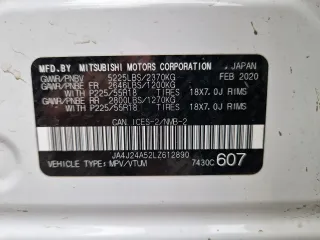 MFD.BY MITSUBISHI MOTORS CORPORATION JAPAN
GVWR/PNBV 5225LBS/2370KG FEB 2020
GAWR/PNBE FR 2646LBS/1200KG
WITH P225/55R18 TIRES 18X7.0J RIMS
GAWR/PNBE RR 2800LBS/1270KG
WITH P225/55R18 TIRES 18X7.0J RIMS
CAN ICES-2/NMB-2
JA4J24A52LZ612890
V.TYPE: MPV/VTUM 7430C 607